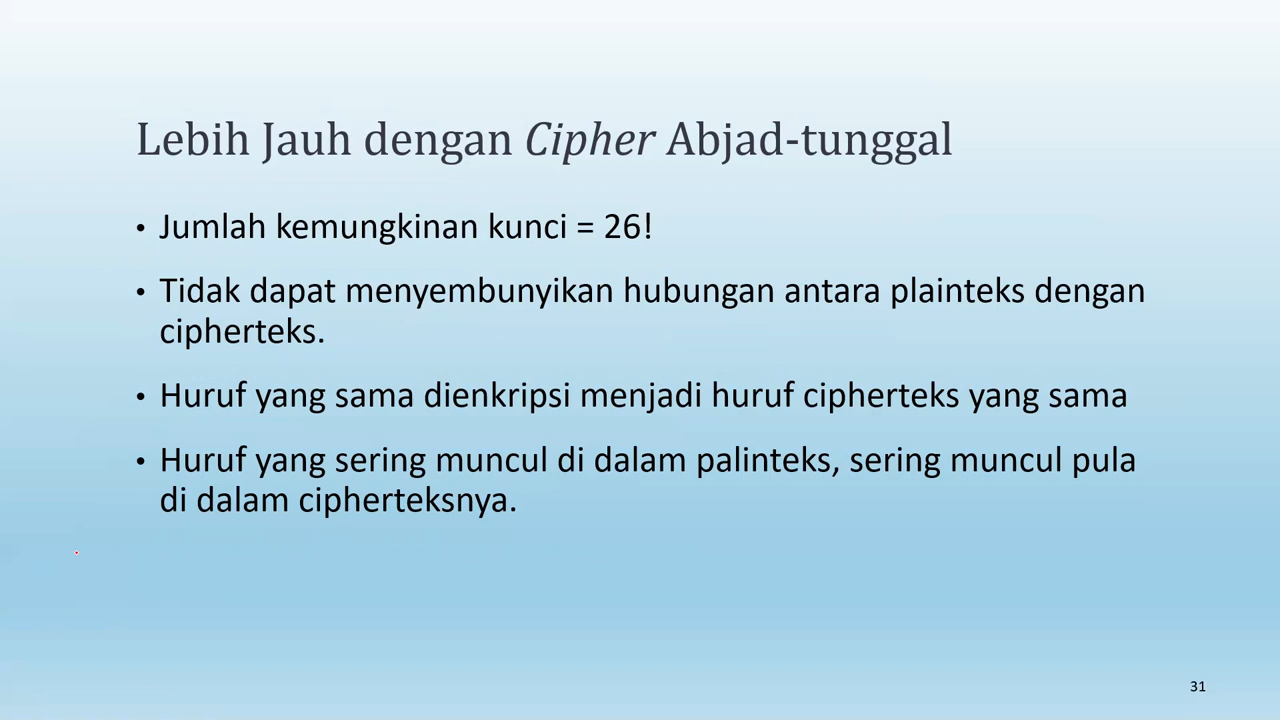 Lebih Jauh dengan Cipher Abjad-tunggal
• Jumlah kemungkinan kunci = 26!
• Tidak dapat menyembunyikan hubungan antara plainteks dengan
cipherteks.
• Huruf yang sama dienkripsi menjadi huruf cipherteks yang sama
• Huruf yang sering muncul di dalam palinteks, sering muncul pula
di dalam cipherteksnya.
31